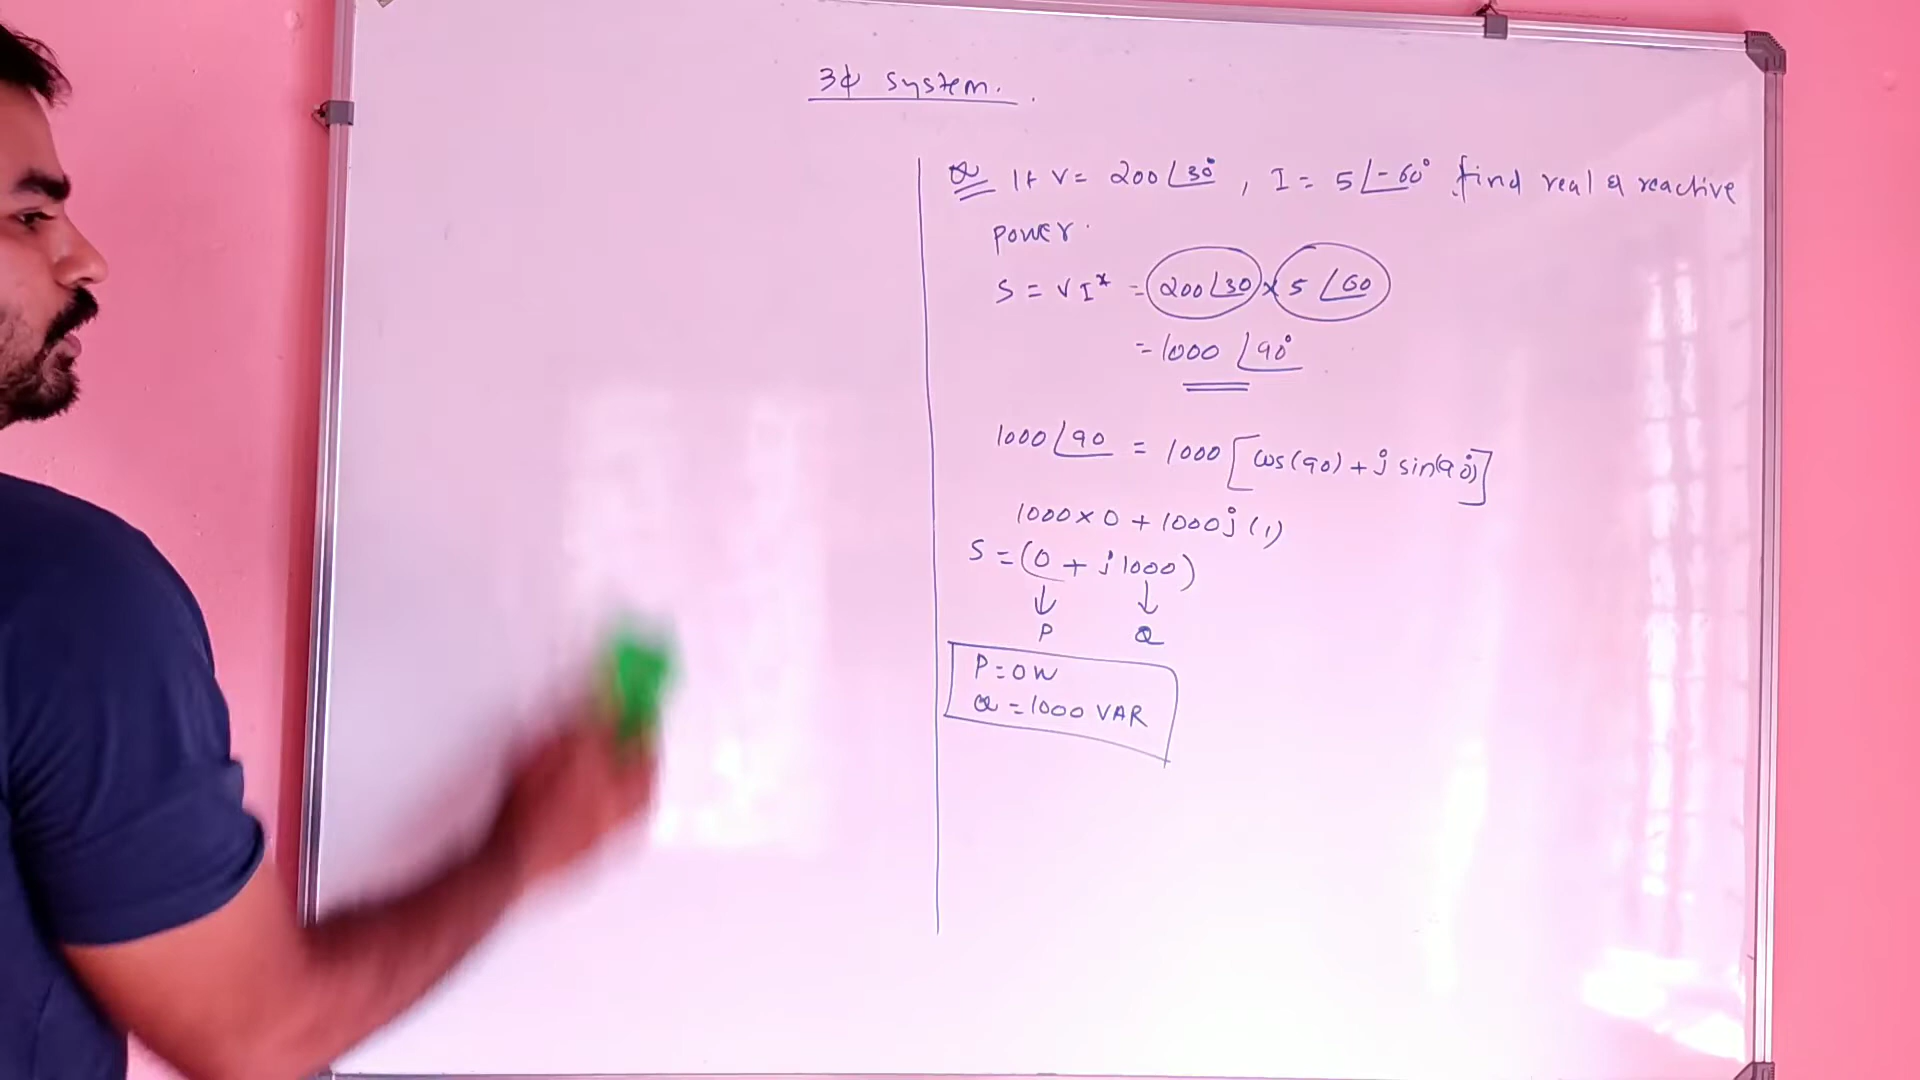 3ϕ system.
Q If V = 200∠30°, I = 5∠-60° find real & reactive
power.
S = VI* = 200∠30 x 5∠60
= 1000∠90°
1000∠90 = 1000[cos(90) + j sin(90)]
1000 x 0 + 1000j (1)
S = (0 + j1000)
↓ ↓
P Q
P = 0 W
Q = 1000 VAR